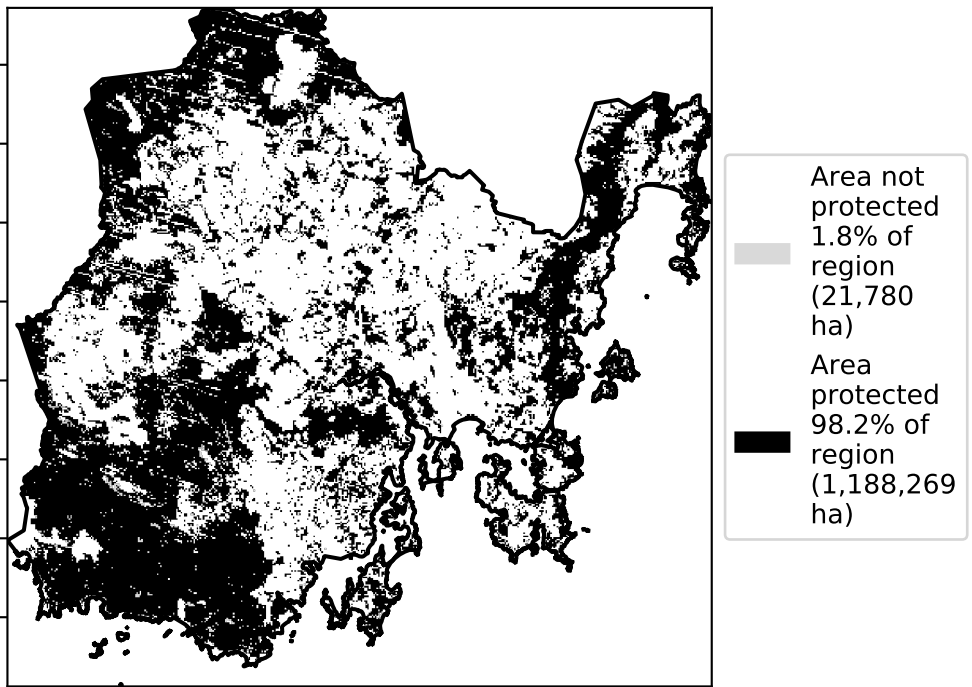 Area not
protected
1.8% of
region
(21,780
ha)
Area
protected
98.2% of
region
(1,188,269
ha)